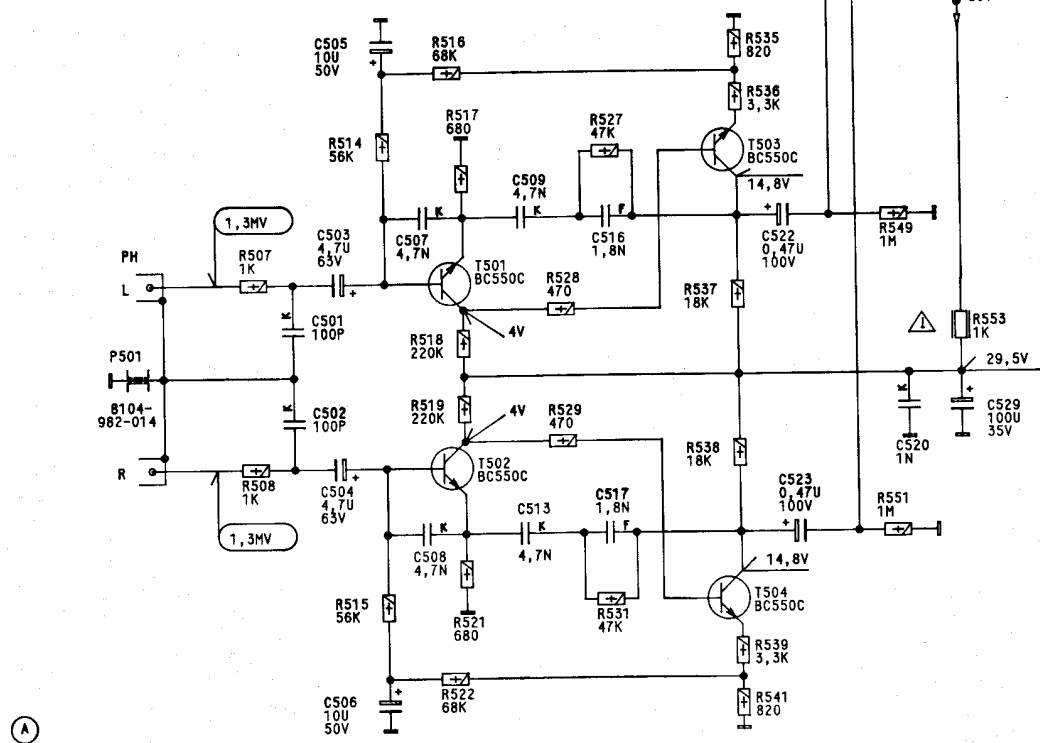 C505
10U
50V
+
R516
68K
R535
820
R536
3,3K
R517
680
R514
56K
R527
47K
T503
BC550C
14,8V
C509
4,7N
K
K
F
C507
4,7N
C516
1,8N
+
C522
0,47U
100V
R549
1M
1,3MV
C503
4,7U
63V
+
PH
L
R507
1K
T501
BC550C
R528
470
R537
18K
K
C501
100P
4V
R518
220K
R553
1K
29,5V
P501
8104-
982-014
K
C502
100P
R519
220K
4V
R529
470
K
C520
1N
+
C529
100U
35V
R538
18K
R
R508
1K
C504
4,7U
63V
+
T502
BC550C
C523
0,47U
100V
+
R551
1M
1,3MV
K
C508
4,7N
C513
K
4,7N
C517
1,8N
F
14,8V
T504
BC550C
R515
56K
R521
680
R531
47K
R539
3,3K
R522
68K
R541
820
C506
10U
50V
+
A